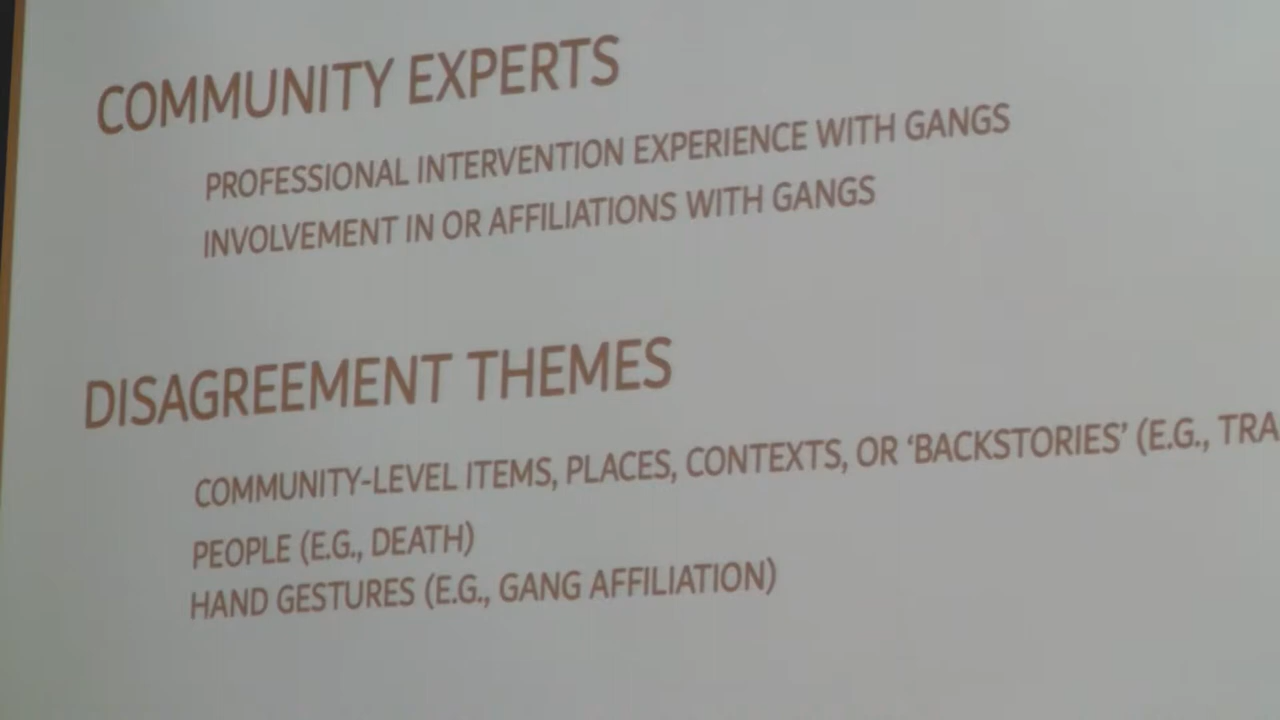 COMMUNITY EXPERTS
PROFESSIONAL INTERVENTION EXPERIENCE WITH GANGS
INVOLVEMENT IN OR AFFILIATIONS WITH GANGS
DISAGREEMENT THEMES
COMMUNITY-LEVEL ITEMS, PLACES, CONTEXTS, OR ‘BACKSTORIES’ (E.G., TRA
PEOPLE (E.G., DEATH)
HAND GESTURES (E.G., GANG AFFILIATION)